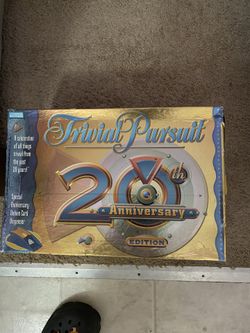 Trivial Pursuit
A celebration
of all things
trivial from
the past
20 years!
20th
Anniversary
EDITION
Special
Anniversary
Deluxe Card
Dispenser